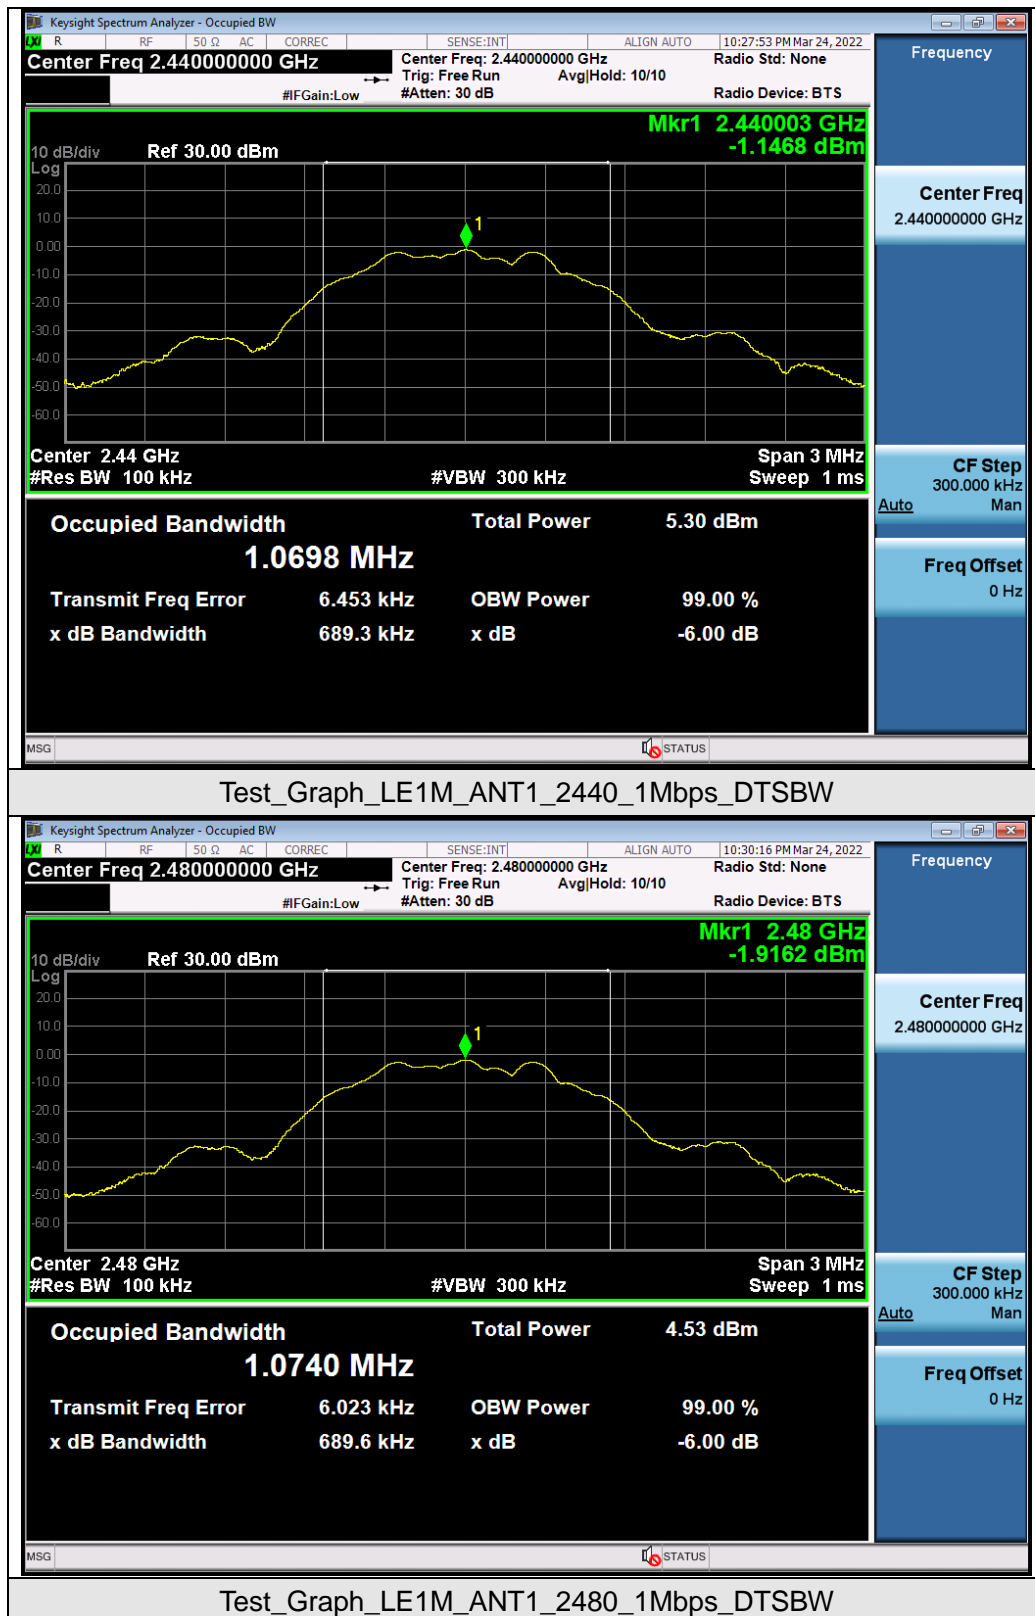 Keysight Spectrum Analyzer - Occupied BW
LXI R RF 50 Ω AC CORREC SENSE:INT ALIGN AUTO 10:27:53 PM Mar 24, 2022
Center Freq 2.440000000 GHz
Center Freq: 2.440000000 GHz
Radio Std: None
Trig: Free Run Avg|Hold: 10/10
#IFGain:Low
#Atten: 30 dB
Radio Device: BTS
Mkr1 2.440003 GHz
-1.1468 dBm
10 dB/div Ref 30.00 dBm
Log
20.0
10.0
0.00
-10.0
-20.0
-30.0
-40.0
-50.0
-60.0
1
Center 2.44 GHz
Span 3 MHz
#Res BW 100 kHz
#VBW 300 kHz
Sweep 1 ms
Occupied Bandwidth
Total Power 5.30 dBm
1.0698 MHz
Transmit Freq Error 6.453 kHz
OBW Power 99.00 %
x dB Bandwidth 689.3 kHz
x dB -6.00 dB
MSG
STATUS
Frequency
Center Freq
2.440000000 GHz
CF Step
300.000 kHz
Auto Man
Freq Offset
0 Hz
Test_Graph_LE1M_ANT1_2440_1Mbps_DTSBW
Keysight Spectrum Analyzer - Occupied BW
LXI R RF 50 Ω AC CORREC SENSE:INT ALIGN AUTO 10:30:16 PM Mar 24, 2022
Center Freq 2.480000000 GHz
Center Freq: 2.480000000 GHz
Radio Std: None
Trig: Free Run Avg|Hold: 10/10
#IFGain:Low
#Atten: 30 dB
Radio Device: BTS
Mkr1 2.48 GHz
-1.9162 dBm
10 dB/div Ref 30.00 dBm
Log
20.0
10.0
0.00
-10.0
-20.0
-30.0
-40.0
-50.0
-60.0
1
Center 2.48 GHz
Span 3 MHz
#Res BW 100 kHz
#VBW 300 kHz
Sweep 1 ms
Occupied Bandwidth
Total Power 4.53 dBm
1.0740 MHz
Transmit Freq Error 6.023 kHz
OBW Power 99.00 %
x dB Bandwidth 689.6 kHz
x dB -6.00 dB
MSG
STATUS
Frequency
Center Freq
2.480000000 GHz
CF Step
300.000 kHz
Auto Man
Freq Offset
0 Hz
Test_Graph_LE1M_ANT1_2480_1Mbps_DTSBW